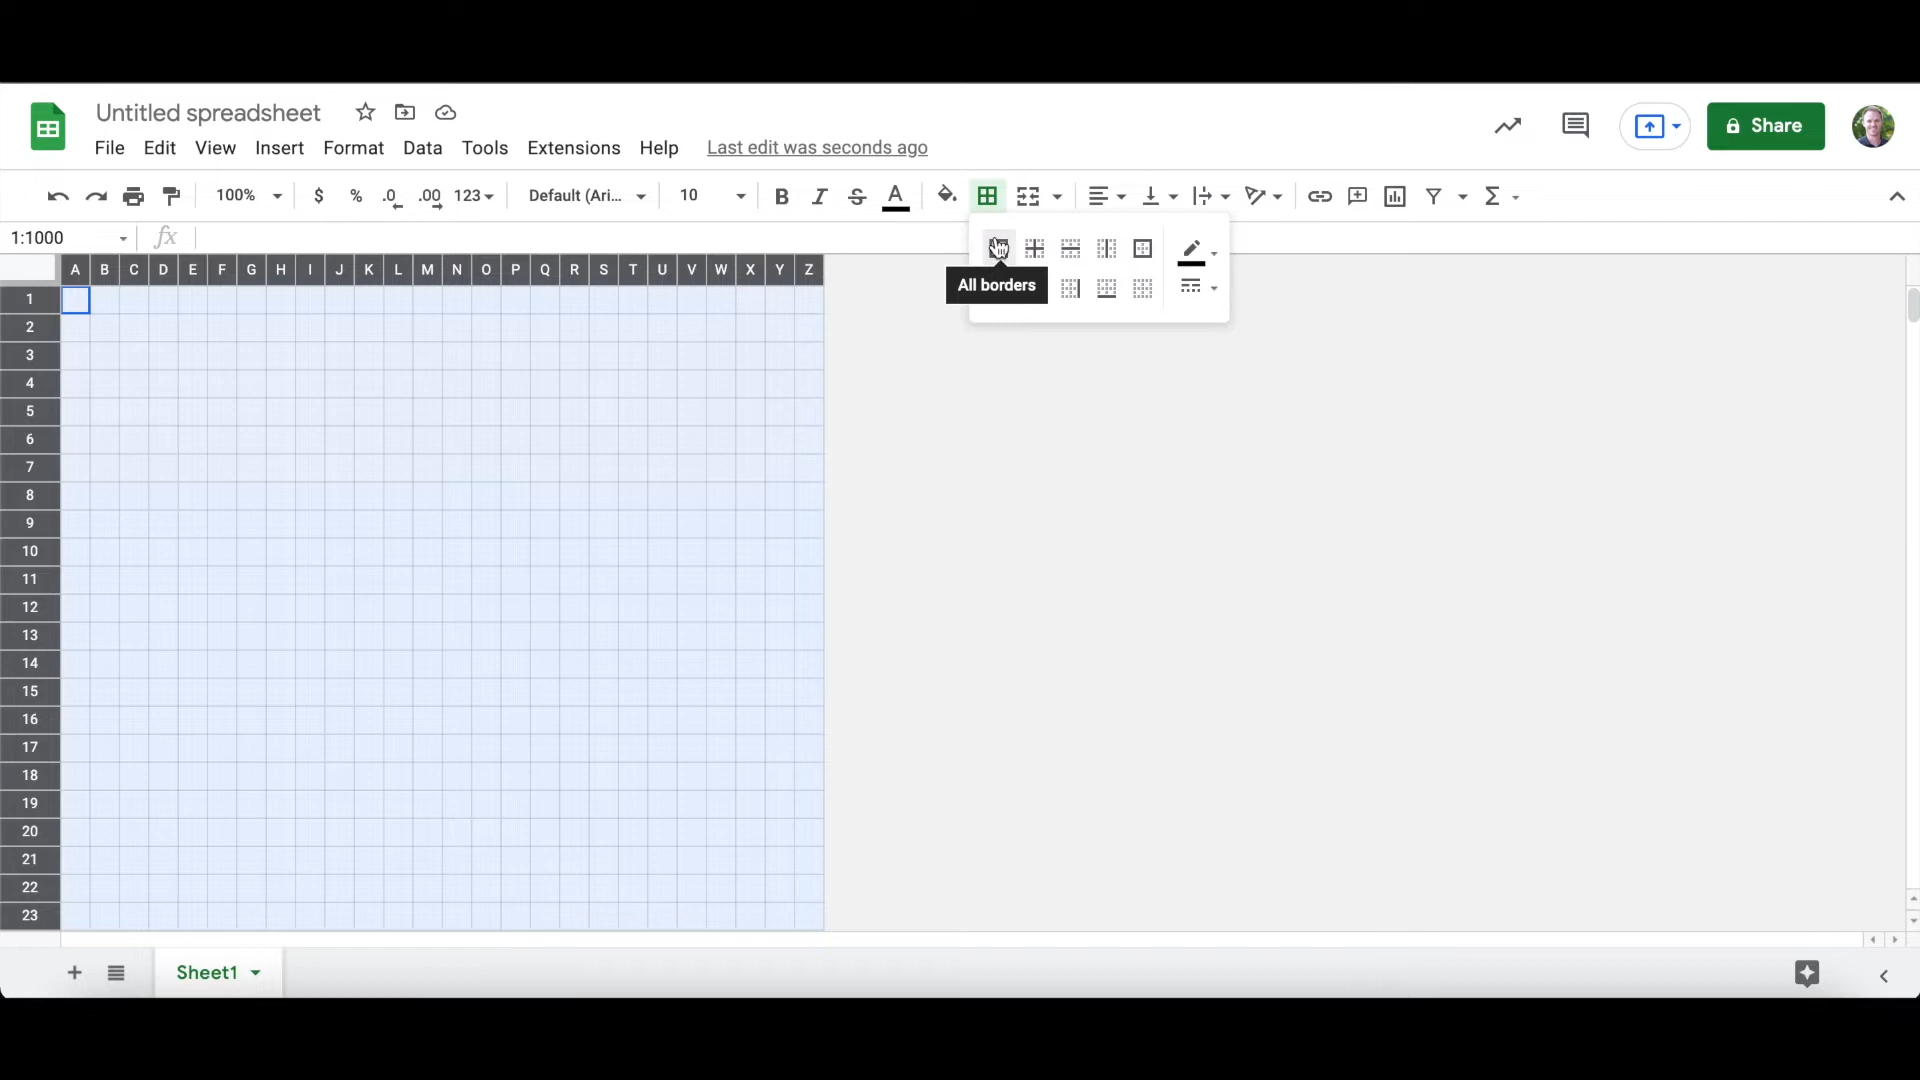 Untitled spreadsheet
File Edit View Insert Format Data Tools Extensions Help Last edit was seconds ago
Share
100% $ % .0 .00 123 Default (Ari... 10 B I S A Σ
1:1000 fx
All borders
A B C D E F G H I J K L M N O P Q R S T U V W X Y Z
1
2
3
4
5
6
7
8
9
10
11
12
13
14
15
16
17
18
19
20
21
22
23
+ Sheet1